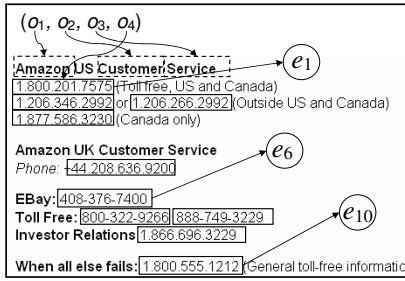 (o1, o2, o3, o4)
Amazon US Customer Service e1
1.800.201.7575 (Toll free, US and Canada)
1.206.346.2992 or 1.206.266.2992 (Outside US and Canada)
1.877.586.3230 (Canada only)
Amazon UK Customer Service
Phone: +44.208.636.9200 e6
EBay: 408-376-7400
Toll Free: 800-322-9266 888-749-3229
Investor Relations 1.866.696.3229 e10
When all else fails: 1.800.555.1212 (General toll-free informatio